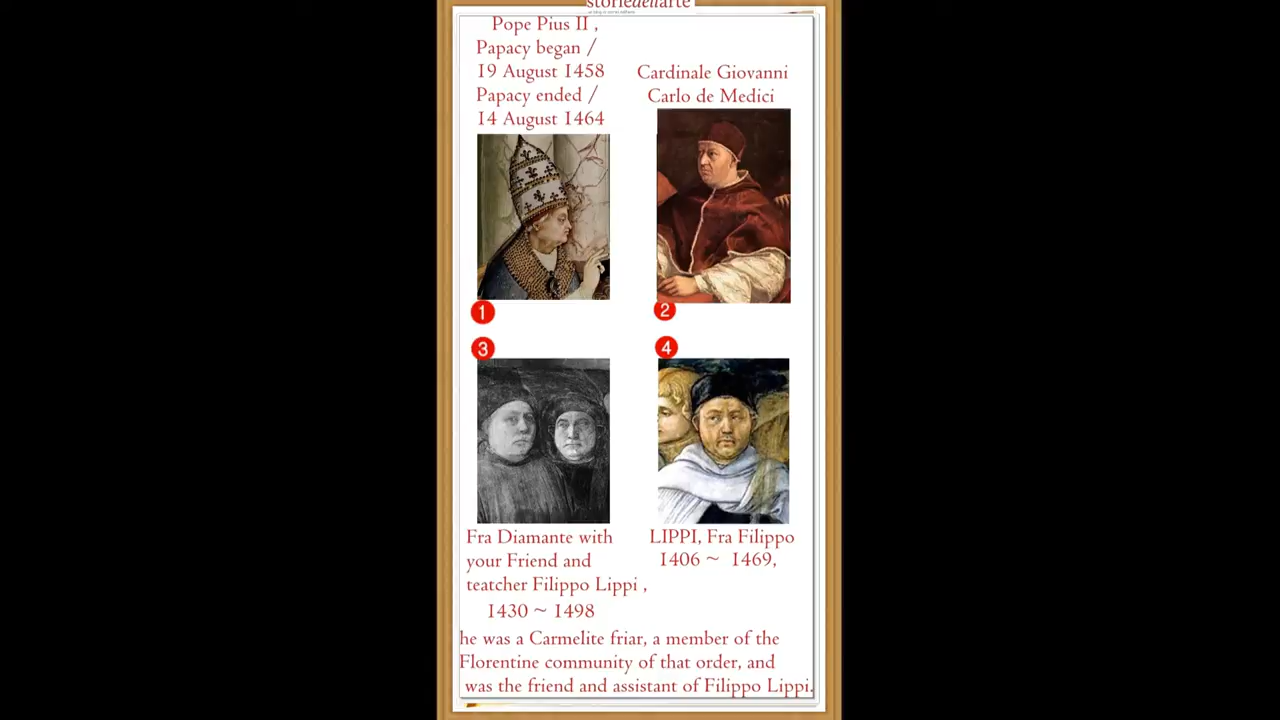 storiedellarte
Pope Pius II ,
Papacy began /
19 August 1458
Papacy ended /
14 August 1464
Cardinale Giovanni
Carlo de Medici
1
2
3
4
Fra Diamante with
your Friend and
teatcher Filippo Lippi ,
1430 ~ 1498
LIPPI, Fra Filippo
1406 ~ 1469,
he was a Carmelite friar, a member of the
Florentine community of that order, and
was the friend and assistant of Filippo Lippi.